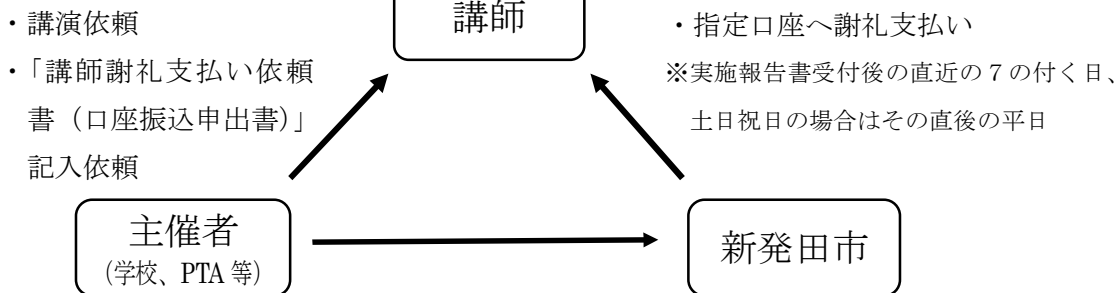 ・講演依頼
・「講師謝礼支払い依頼
書（口座振込申出書）」
記入依頼
講師
・指定口座へ謝礼支払い
※実施報告書受付後の直近の７の付く日、
土日祝日の場合はその直後の平日
主催者
(学校、PTA 等)
新発田市